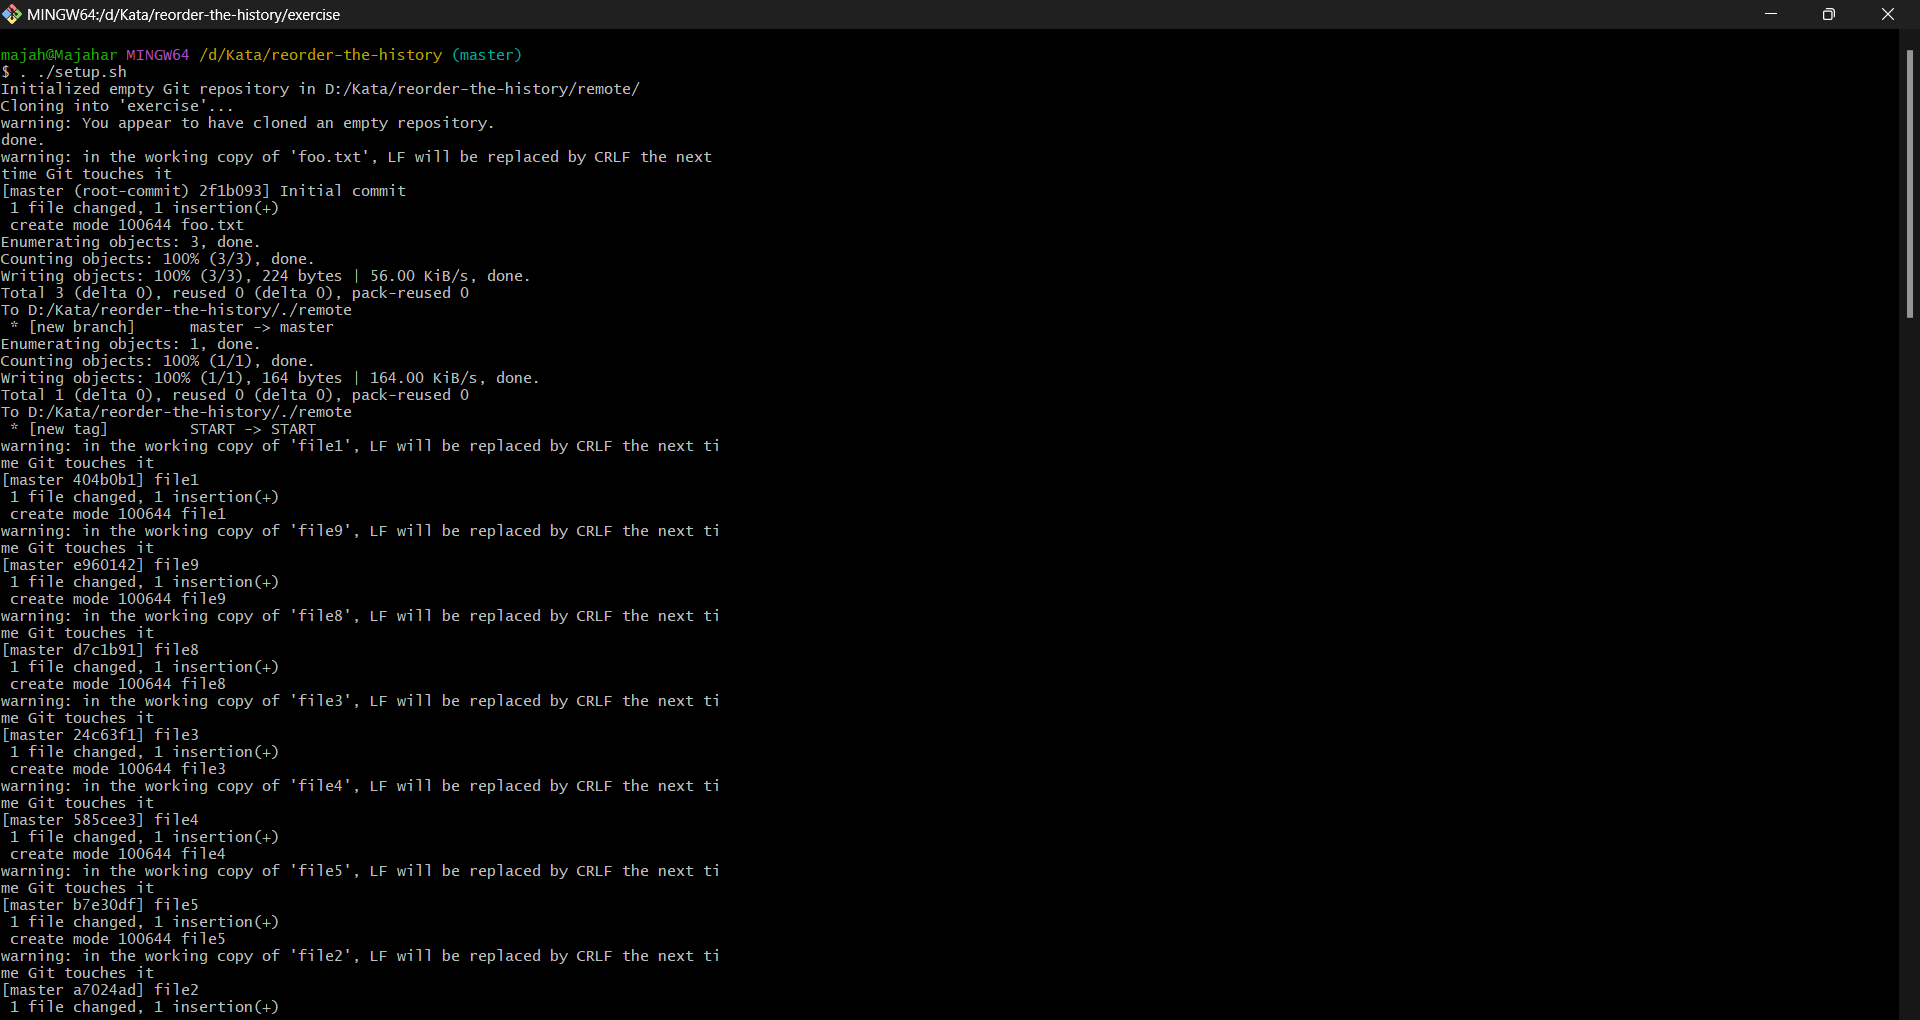 MINGW64:/d/Kata/reorder-the-history/exercise
majah@Majahar MINGW64 /d/Kata/reorder-the-history (master)
$ . ./setup.sh
Initialized empty Git repository in D:/Kata/reorder-the-history/remote/
Cloning into 'exercise'...
warning: You appear to have cloned an empty repository.
done.
warning: in the working copy of 'foo.txt', LF will be replaced by CRLF the next
time Git touches it
[master (root-commit) 2f1b093] Initial commit
 1 file changed, 1 insertion(+)
 create mode 100644 foo.txt
Enumerating objects: 3, done.
Counting objects: 100% (3/3), done.
Writing objects: 100% (3/3), 224 bytes | 56.00 KiB/s, done.
Total 3 (delta 0), reused 0 (delta 0), pack-reused 0
To D:/Kata/reorder-the-history/./remote
 * [new branch]      master -> master
Enumerating objects: 1, done.
Counting objects: 100% (1/1), done.
Writing objects: 100% (1/1), 164 bytes | 164.00 KiB/s, done.
Total 1 (delta 0), reused 0 (delta 0), pack-reused 0
To D:/Kata/reorder-the-history/./remote
 * [new tag]         START -> START
warning: in the working copy of 'file1', LF will be replaced by CRLF the next ti
me Git touches it
[master 404b0b1] file1
 1 file changed, 1 insertion(+)
 create mode 100644 file1
warning: in the working copy of 'file9', LF will be replaced by CRLF the next ti
me Git touches it
[master e960142] file9
 1 file changed, 1 insertion(+)
 create mode 100644 file9
warning: in the working copy of 'file8', LF will be replaced by CRLF the next ti
me Git touches it
[master d7c1b91] file8
 1 file changed, 1 insertion(+)
 create mode 100644 file8
warning: in the working copy of 'file3', LF will be replaced by CRLF the next ti
me Git touches it
[master 24c63f1] file3
 1 file changed, 1 insertion(+)
 create mode 100644 file3
warning: in the working copy of 'file4', LF will be replaced by CRLF the next ti
me Git touches it
[master 585cee3] file4
 1 file changed, 1 insertion(+)
 create mode 100644 file4
warning: in the working copy of 'file5', LF will be replaced by CRLF the next ti
me Git touches it
[master b7e30df] file5
 1 file changed, 1 insertion(+)
 create mode 100644 file5
warning: in the working copy of 'file2', LF will be replaced by CRLF the next ti
me Git touches it
[master a7024ad] file2
 1 file changed, 1 insertion(+)